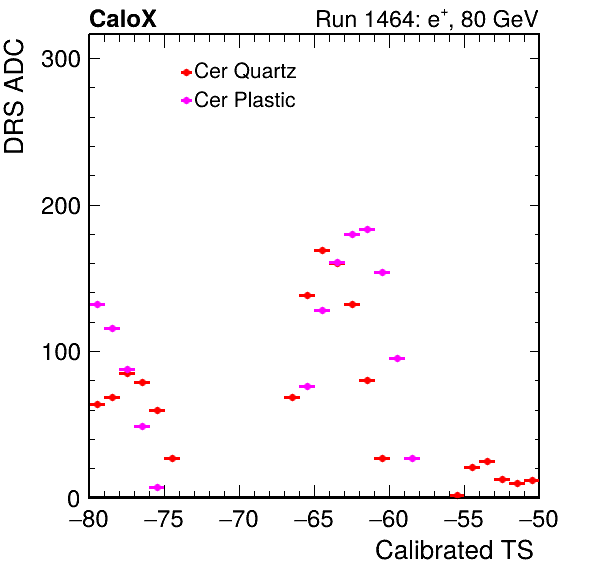 CaloX Run 1464: e⁺, 80 GeV
DRS ADC
300
200
100
0
Cer Quartz
Cer Plastic
−80 −75 −70 −65 −60 −55 −50
Calibrated TS